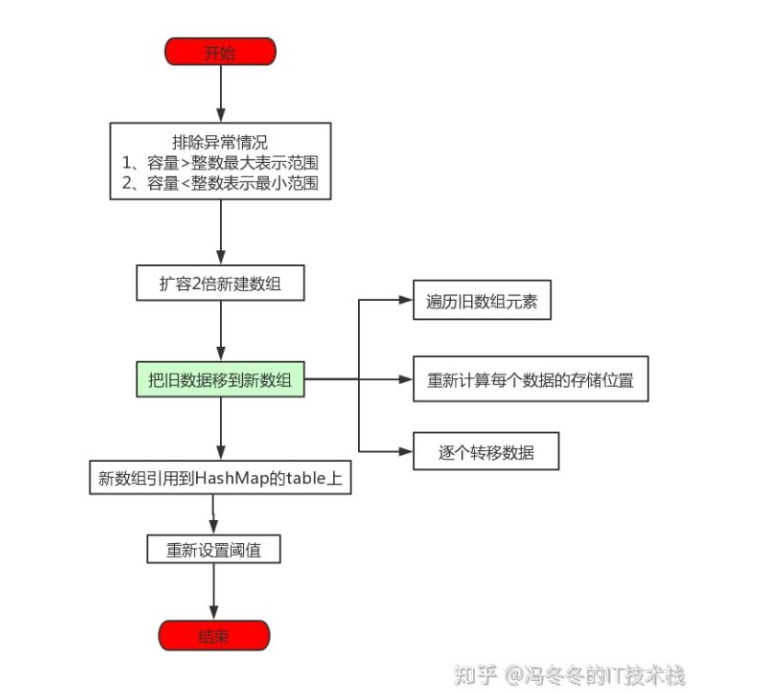 开始
排除异常情况
1、容量>整数最大表示范围
2、容量<整数表示最小范围
扩容2倍新建数组
遍历旧数组元素
把旧数据移到新数组
重新计算每个数据的存储位置
逐个转移数据
新数组引用到HashMap的table上
重新设置阈值
结束
知乎 @冯冬冬的IT技术栈